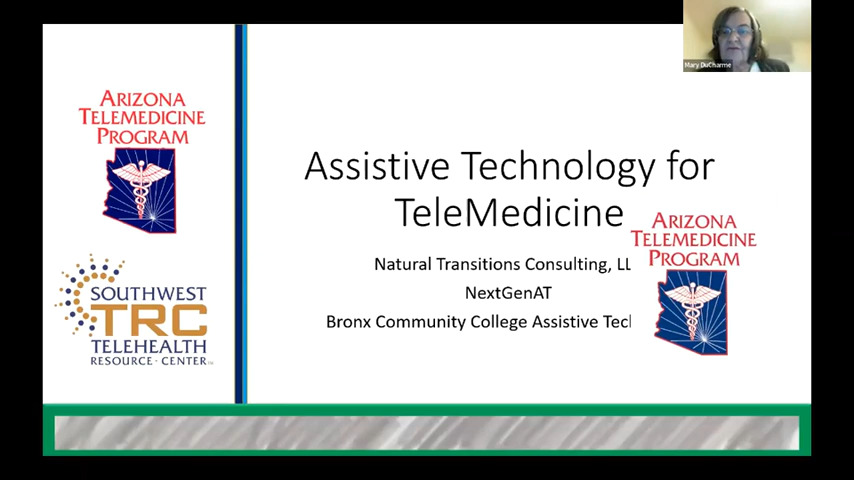 Mary DuCharme
ARIZONA
TELEMEDICINE
PROGRAM
SOUTHWEST
TRC
TELEHEALTH
RESOURCE · CENTER
Assistive Technology for
TeleMedicine
Natural Transitions Consulting, LL
NextGenAT
Bronx Community College Assistive Tec
ARIZONA
TELEMEDICINE
PROGRAM